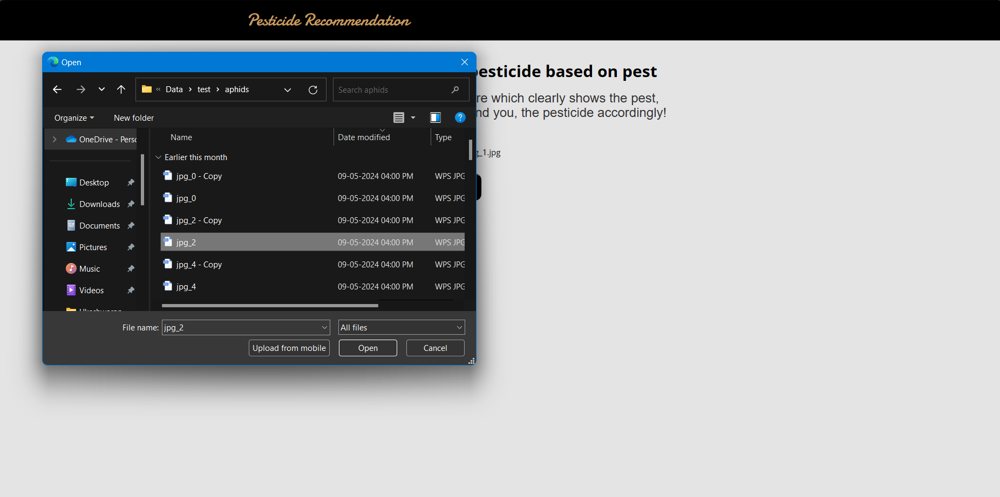 Pesticide Recommendation
Open
« Data > test > aphids
Search aphids
pesticide based on pest
re which clearly shows the pest,
nd you, the pesticide accordingly!
_1.jpg
Organize
New folder
OneDrive - Perso
Desktop
Downloads
Documents
Pictures
Music
Videos
Name Date modified Type
Earlier this month
jpg_0 - Copy 09-05-2024 04:00 PM WPS JPG
jpg_0 09-05-2024 04:00 PM WPS JPG
jpg_2 - Copy 09-05-2024 04:00 PM WPS JPG
jpg_2 09-05-2024 04:00 PM WPS JPG
jpg_4 - Copy 09-05-2024 04:00 PM WPS JPG
jpg_4 09-05-2024 04:00 PM WPS JPG
File name: jpg_2 All files
Upload from mobile Open Cancel